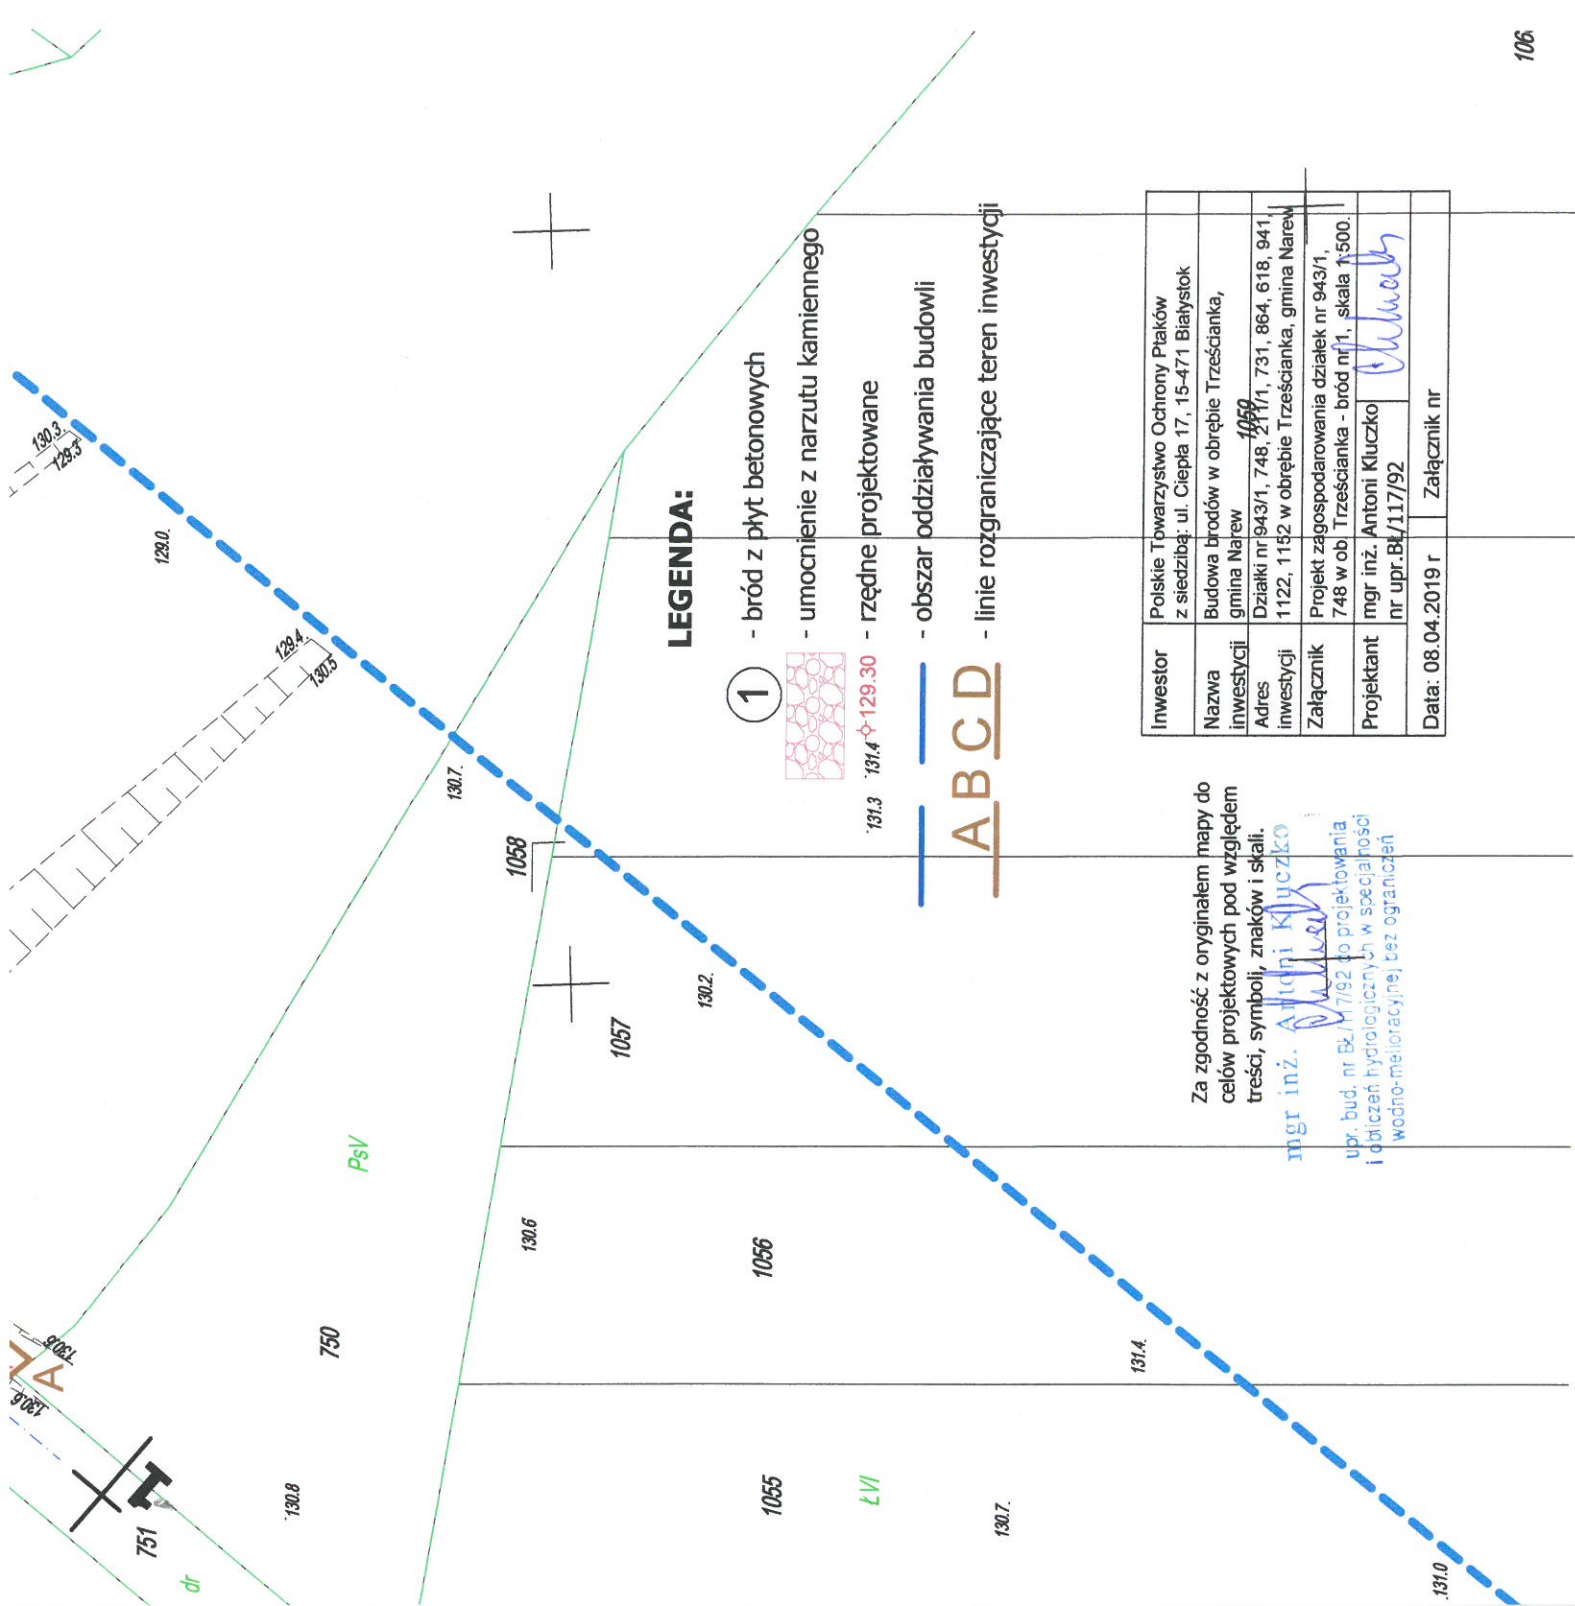 LEGENDA:
1 - bród z płyt betonowych
- umocnienie z narzutu kamiennego
131.3 131.4 129.30 - rzędne projektowane
- obszar oddziaływania budowli
A B C D - linie rozgraniczające teren inwestycji
Inwestor
Polskie Towarzystwo Ochrony Ptaków
z siedzibą: ul. Ciepła 17, 15-471 Białystok
Nazwa
inwestycji
Budowa brodów w obrębie Trześcianka,
gmina Narew
1059
Adres
inwestycji
Działki nr 943/1, 748, 211/1, 731, 864, 618, 941,
1122, 1152 w obrębie Trześcianka, gmina Narew
Załącznik
Projekt zagospodarowania działek nr 943/1,
748 w ob Trześcianka - bród nr 1, skala 1:500.
Projektant
mgr inż. Antoni Kluczko
nr upr.BŁ/117/92
Data: 08.04.2019 r
Załącznik nr
Za zgodność z oryginałem mapy do
celów projektowych pod względem
treści, symboli, znaków i skali.
mgr inż. Antoni Kluczko
upr. bud. nr BŁ/117/92 do projektowania
i obliczeń hydrologicznych w specjalności
wodno-melioracyjnej bez ograniczeń
130.3
129.3
129.0
129.4
130.5
130.7
1058
1057
130.2
PsV
130.6
1056
750
131.4
130.6
A
130.6
130.8
751
1
dr
1055
ŁVI
130.7
131.0
106